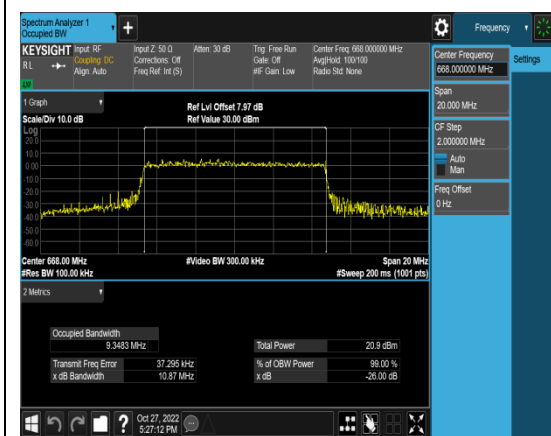 Spectrum Analyzer 1
Occupied BW
+
Frequency
KEYSIGHT
RL
Input: RF
Coupling: DC
Align: Auto
Input Z: 50 Ω
Corrections: Off
Freq Ref: Int (S)
Atten: 30 dB
Trig: Free Run
Gate: Off
#IF Gain: Low
Center Freq: 668.000000 MHz
Avg|Hold: 100/100
Radio Std: None
1 Graph
Scale/Div 10.0 dB
Ref Lvl Offset 7.97 dB
Ref Value 30.00 dBm
Log
20.0
10.0
0.00
-10.0
-20.0
-30.0
-40.0
-50.0
-60.0
Center 668.00 MHz
#Res BW 100.00 kHz
#Video BW 300.00 kHz
Span 20 MHz
#Sweep 200 ms (1001 pts)
2 Metrics
Occupied Bandwidth
9.3483 MHz
Total Power 20.9 dBm
Transmit Freq Error 37.295 kHz
% of OBW Power 99.00 %
x dB Bandwidth 10.87 MHz
x dB -26.00 dB
Center Frequency
668.000000 MHz
Settings
Span
20.000 MHz
CF Step
2.000000 MHz
Auto
Man
Freq Offset
0 Hz
?
Oct 27, 2022
5:27:12 PM